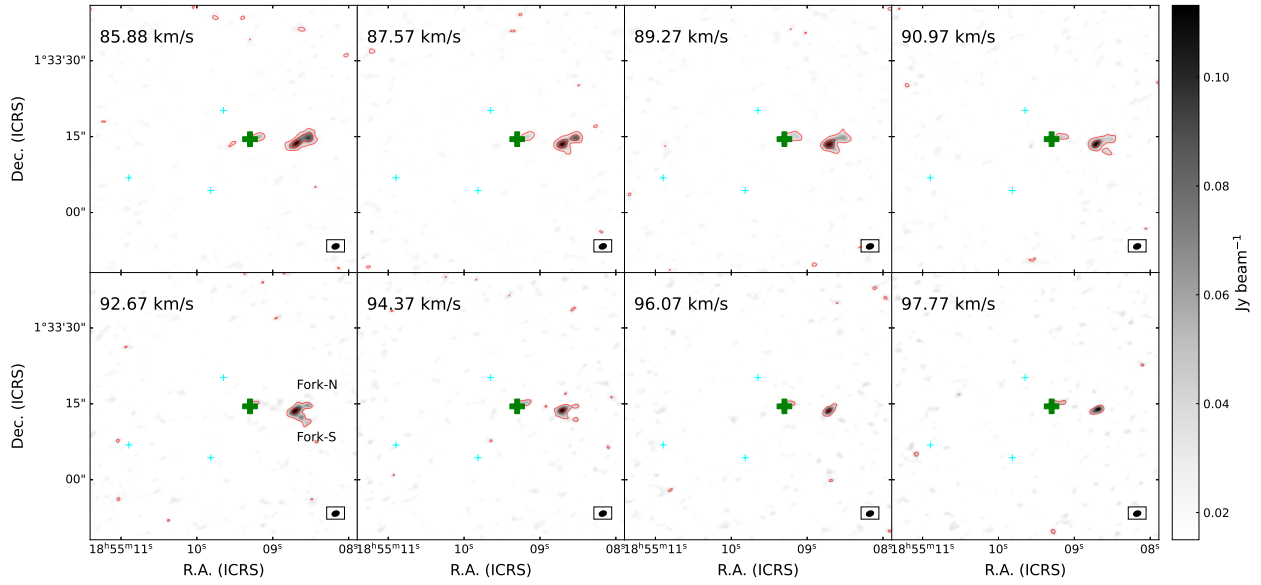 85.88 km/s
87.57 km/s
89.27 km/s
90.97 km/s
1°33'30"
15"
00"
Dec. (ICRS)
92.67 km/s
94.37 km/s
96.07 km/s
97.77 km/s
Fork-N
Fork-S
1°33'30"
15"
00"
Dec. (ICRS)
18ʰ55ᵐ11ˢ 10ˢ 09ˢ 08ˢ
18ʰ55ᵐ11ˢ 10ˢ 09ˢ 08ˢ
18ʰ55ᵐ11ˢ 10ˢ 09ˢ 08ˢ
18ʰ55ᵐ11ˢ 10ˢ 09ˢ 08ˢ
R.A. (ICRS)
R.A. (ICRS)
R.A. (ICRS)
R.A. (ICRS)
0.10
0.08
0.06
0.04
0.02
Jy beam⁻¹